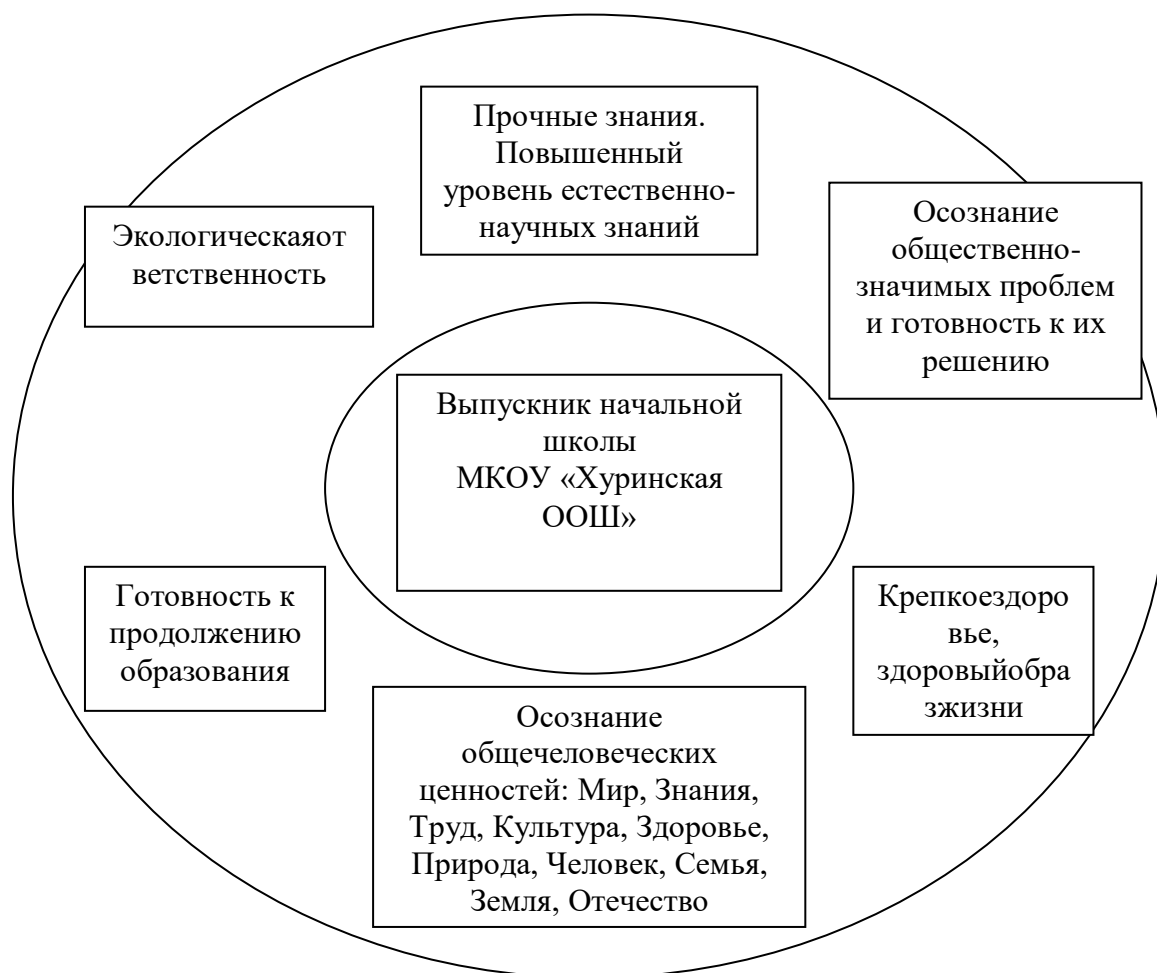 Прочные знания.
Повышенный
уровень естественно-
научных знаний
Экологическаяот
ветственность
Осознание
общественно-
значимых проблем
и готовность к их
решению
Выпускник начальной
школы
МКОУ «Хуринская
ООШ»
Готовность к
продолжению
образования
Крепкоездоро
вье,
здоровыйобра
зжизни
Осознание
общечеловеческих
ценностей: Мир, Знания,
Труд, Культура, Здоровье,
Природа, Человек, Семья,
Земля, Отечество